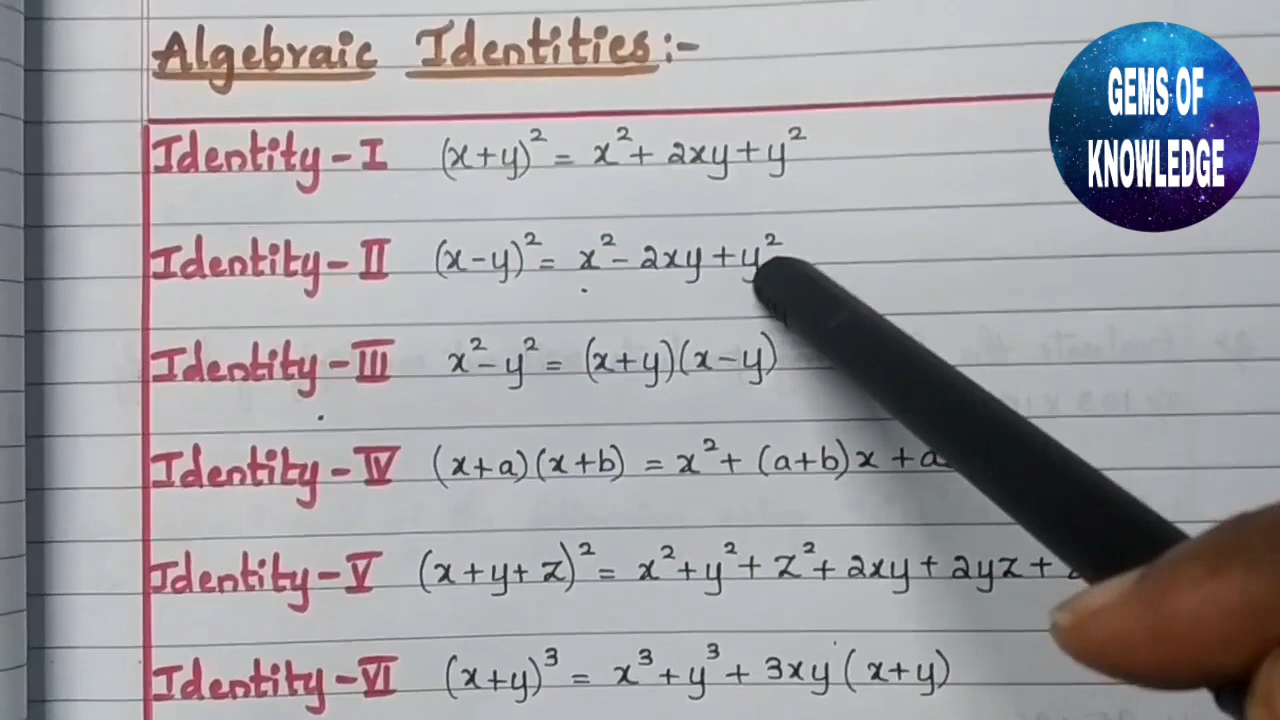 Algebraic Identities:-
GEMS OF
KNOWLEDGE
Identity - I (x+y)² = x² + 2xy + y²
Identity - II (x-y)² = x² - 2xy + y²
Identity - III x² - y² = (x+y)(x-y)
Identity - IV (x+a)(x+b) = x² + (a+b)x + a
Identity - V (x+y+z)² = x² + y² + z² + 2xy + 2yz +
Identity - VI (x+y)³ = x³ + y³ + 3xy(x+y)